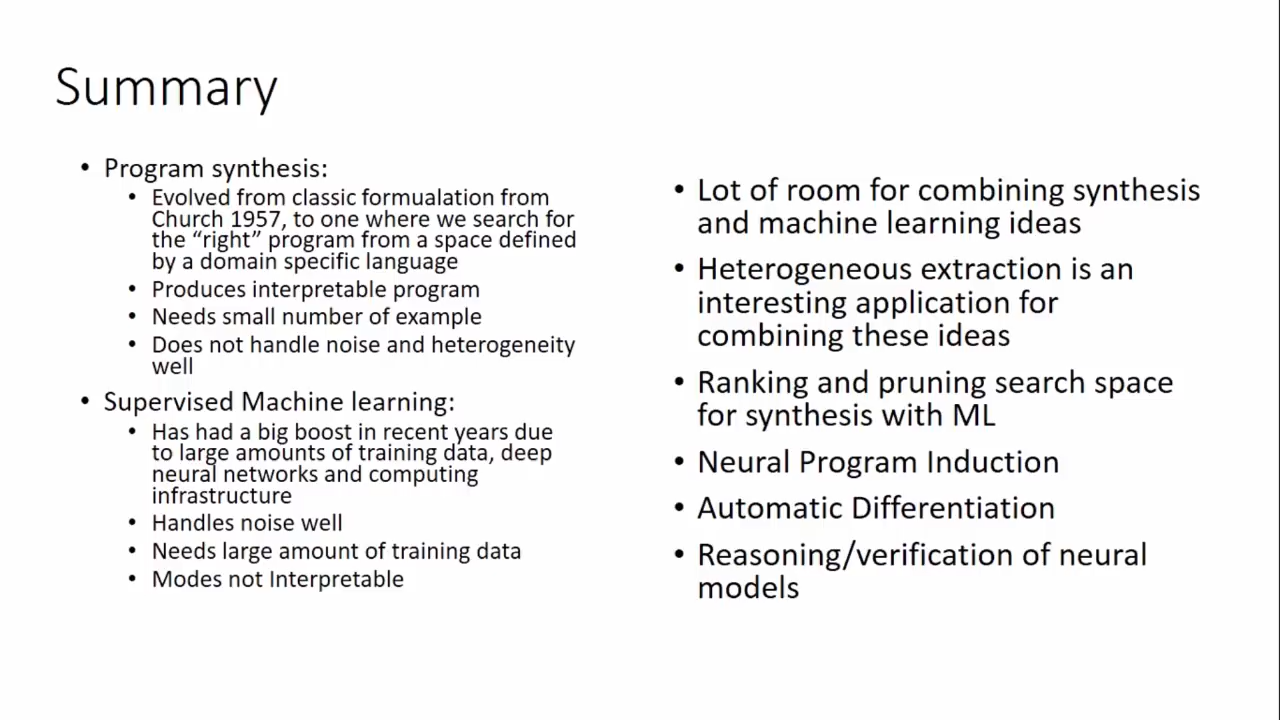 Summary
• Program synthesis:
• Evolved from classic formualation from
Church 1957, to one where we search for
the “right” program from a space defined
by a domain specific language
• Produces interpretable program
• Needs small number of example
• Does not handle noise and heterogeneity
well
• Supervised Machine learning:
• Has had a big boost in recent years due
to large amounts of training data, deep
neural networks and computing
infrastructure
• Handles noise well
• Needs large amount of training data
• Modes not Interpretable
• Lot of room for combining synthesis
and machine learning ideas
• Heterogeneous extraction is an
interesting application for
combining these ideas
• Ranking and pruning search space
for synthesis with ML
• Neural Program Induction
• Automatic Differentiation
• Reasoning/verification of neural
models